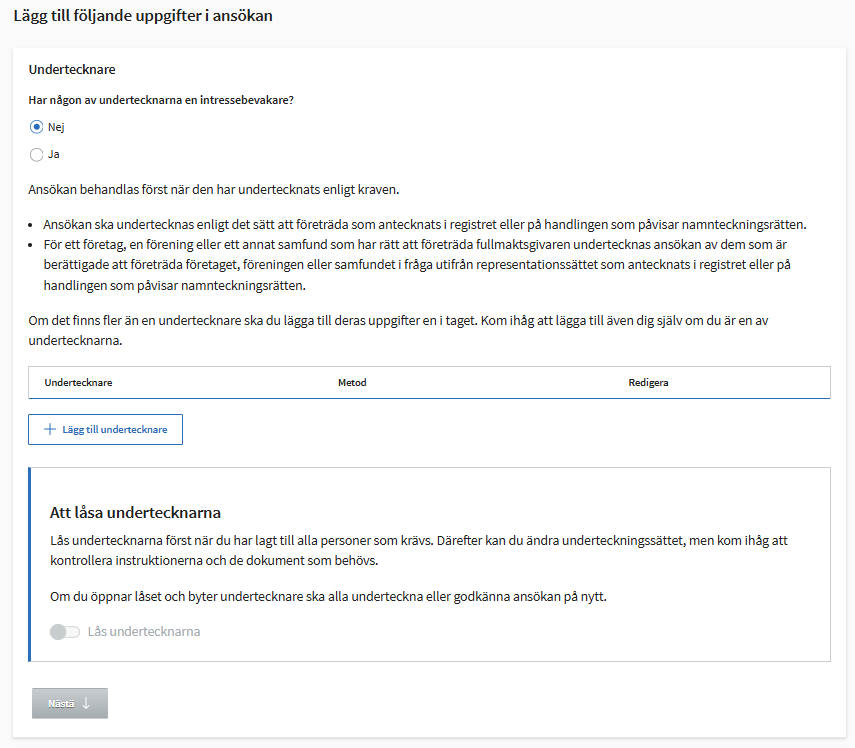 Lägg till följande uppgifter i ansökan
Undertecknare
Har någon av undertecknarna en intressebevakare?
Nej
Ja
Ansökan behandlas först när den har undertecknats enligt kraven.
Ansökan ska undertecknas enligt det sätt att företräda som antecknats i registret eller på handlingen som påvisar namnteckningsrätten.
För ett företag, en förening eller ett annat samfund som har rätt att företräda fullmaktsgivaren undertecknas ansökan av dem som är
berättigade att företräda företaget, föreningen eller samfundet i fråga utifrån representationssättet som antecknats i registret eller på
handlingen som påvisar namnteckningsrätten.
Om det finns fler än en undertecknare ska du lägga till deras uppgifter en i taget. Kom ihåg att lägga till även dig själv om du är en av
undertecknarna.
Undertecknare Metod Redigera
Lägg till undertecknare
Att låsa undertecknarna
Lås undertecknarna först när du har lagt till alla personer som krävs. Därefter kan du ändra underteckningssättet, men kom ihåg att
kontrollera instruktionerna och de dokument som behövs.
Om du öppnar låset och byter undertecknare ska alla underteckna eller godkänna ansökan på nytt.
Lås undertecknarna
Nästa